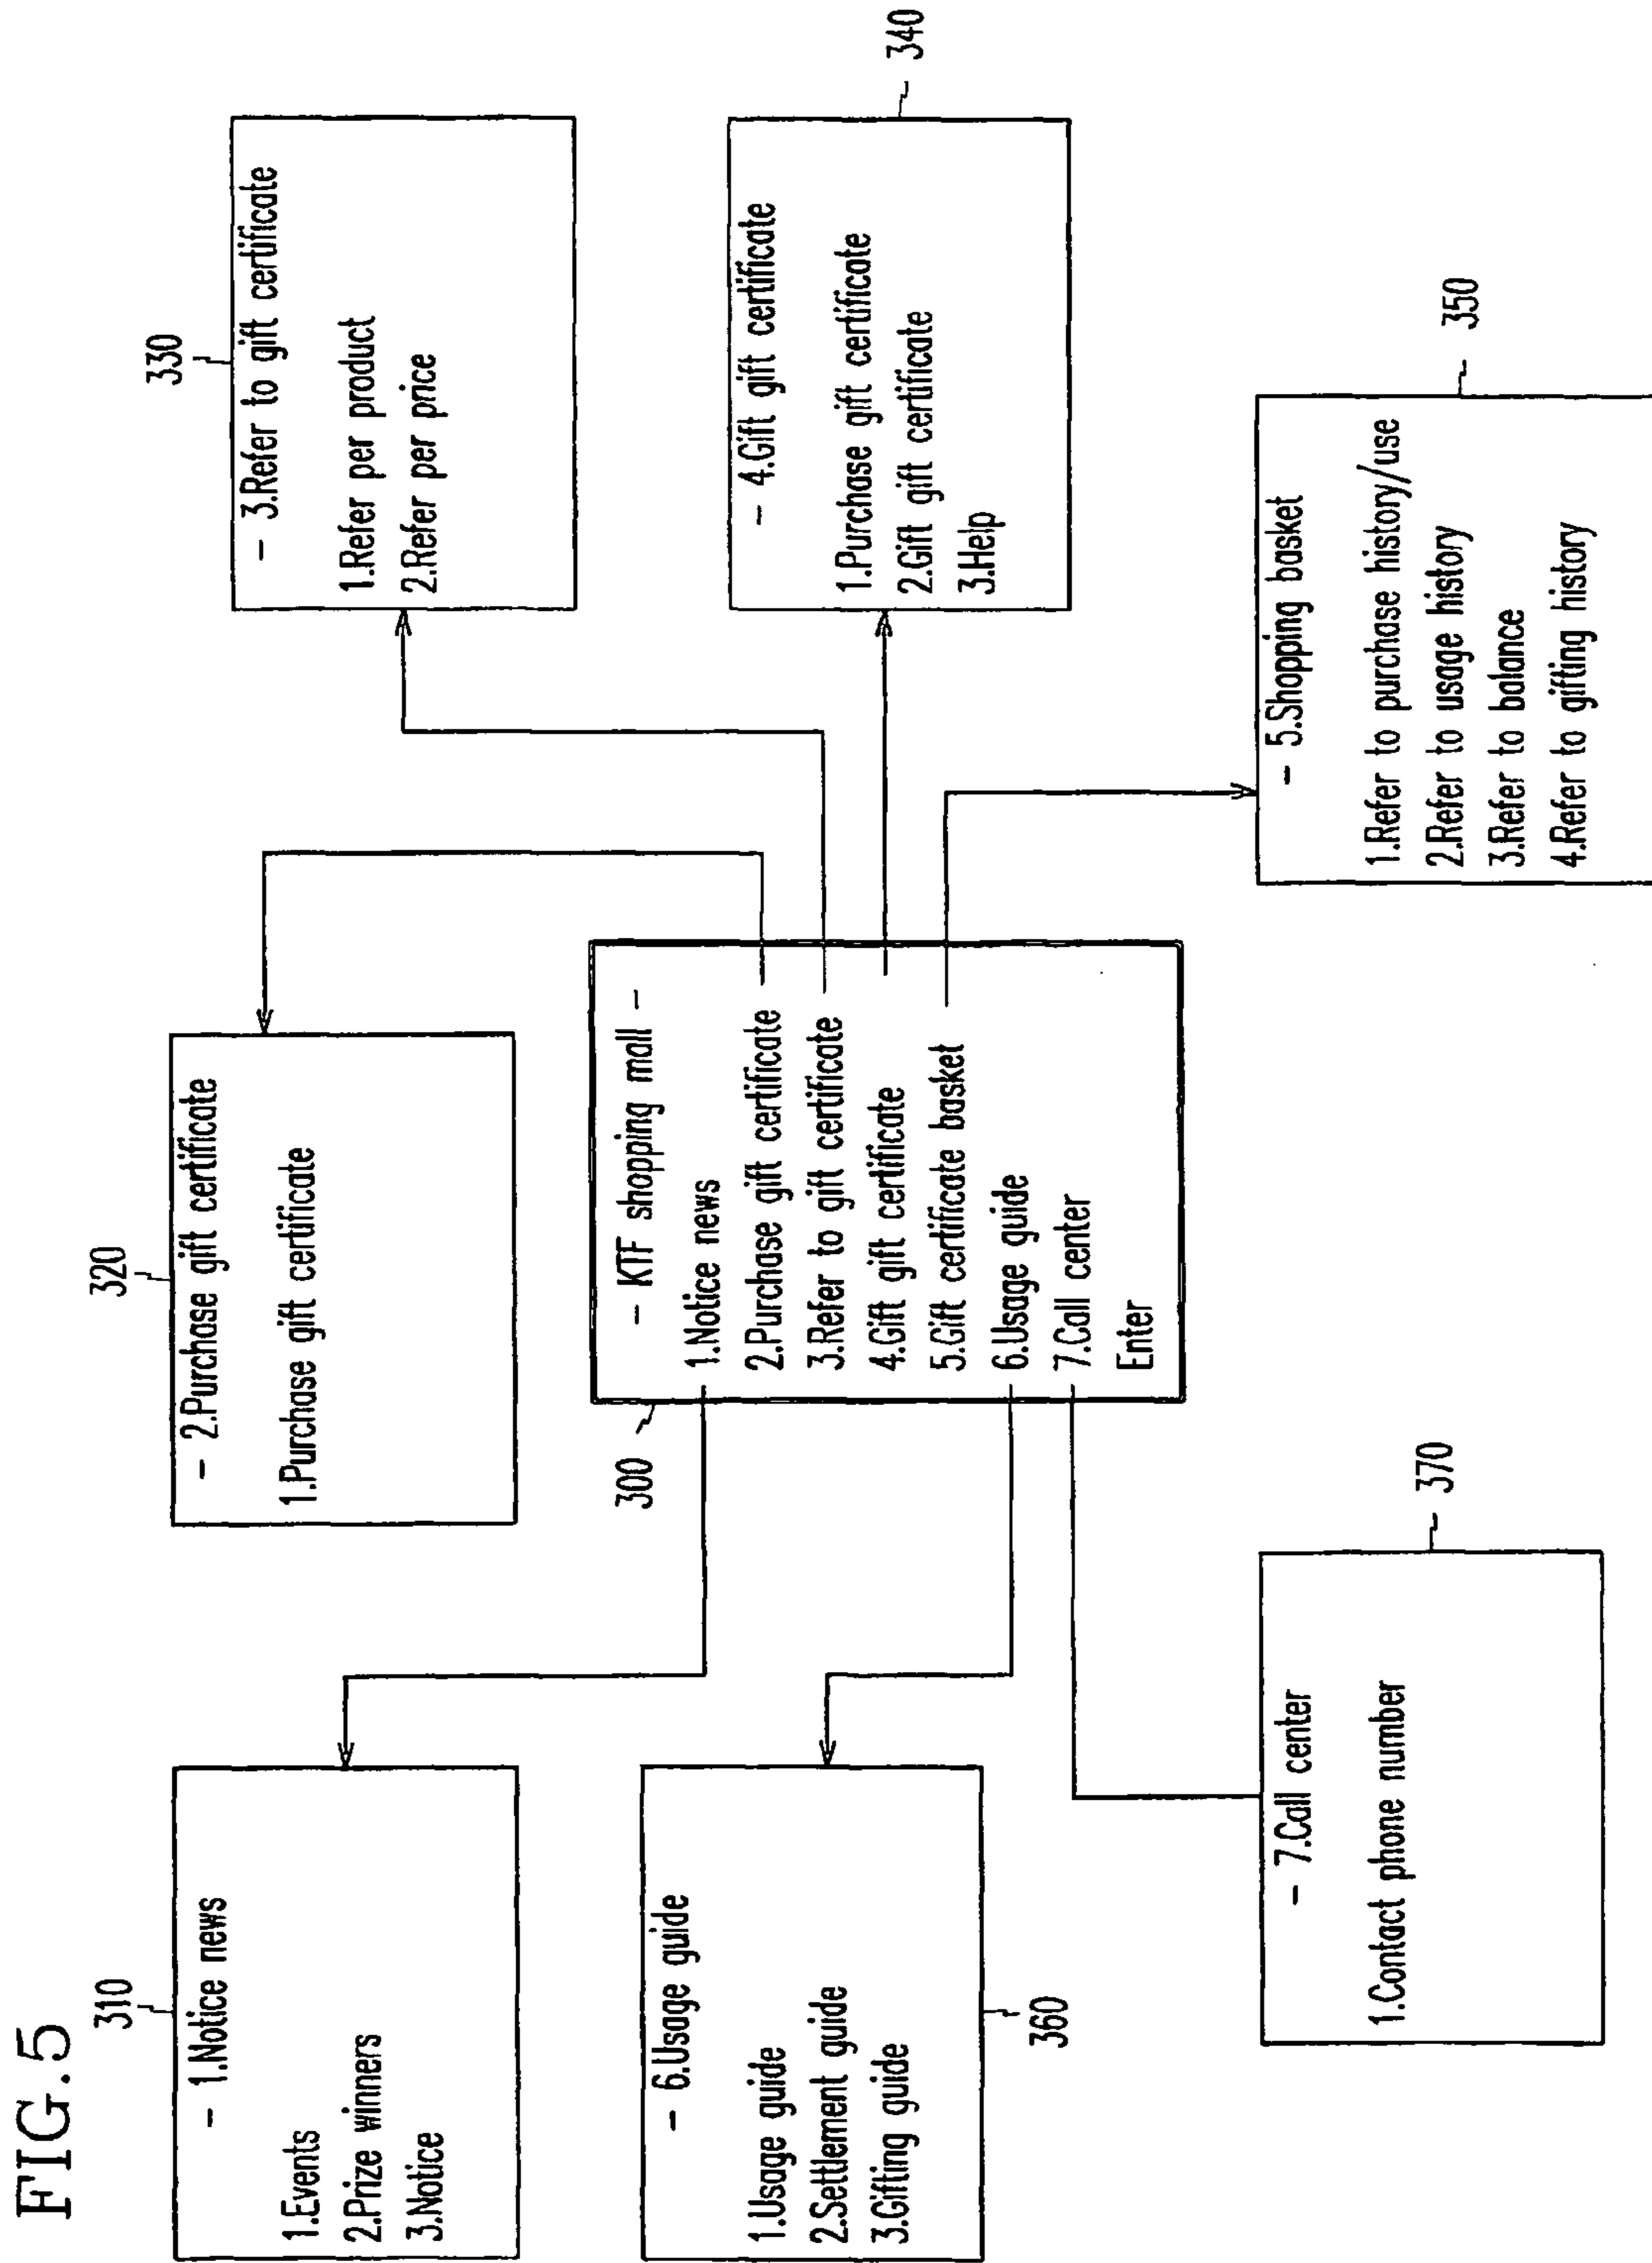 FIG.5
310
- 1.Notice news
1.Events
2.Prize winners
3.Notice
320
- 2.Purchase gift certificate
1.Purchase gift certificate
330
- 3.Refer to gift certificate
1.Refer per product
2.Refer per price
300
- KTF shopping mall -
1.Notice news
2.Purchase gift certificate
3.Refer to gift certificate
4.Gift gift certificate
5.Gift certificate basket
6.Usage guide
7.Call center
Enter
- 4.Gift gift certificate
1.Purchase gift certificate
2.Gift gift certificate
3.Help
340
- 6.Usage guide
1.Usage guide
2.Settlement guide
3.Gifting guide
360
- 7.Call center
1.Contact phone number
370
- 5.Shopping basket
1.Refer to purchase history/use
2.Refer to usage history
3.Refer to balance
4.Refer to gifting history
350